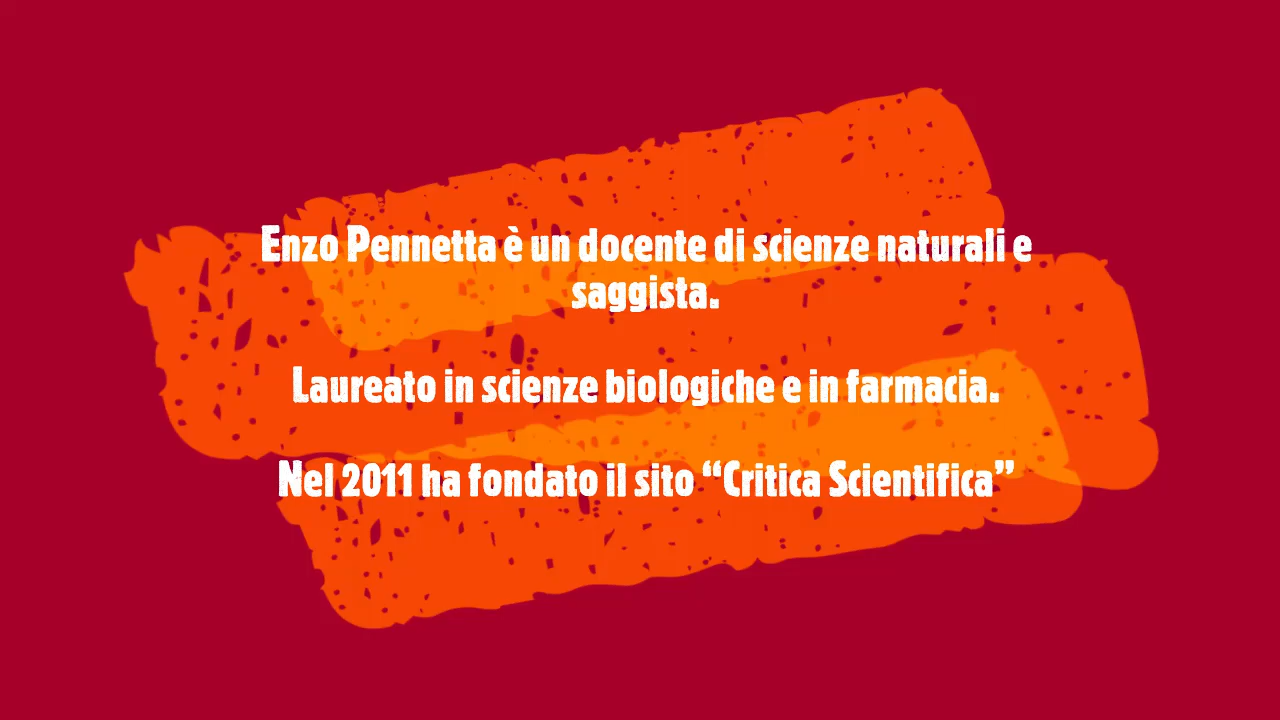 Enzo Pennetta è un docente di scienze naturali e
saggista.
Laureato in scienze biologiche e in farmacia.
Nel 2011 ha fondato il sito “Critica Scientifica”